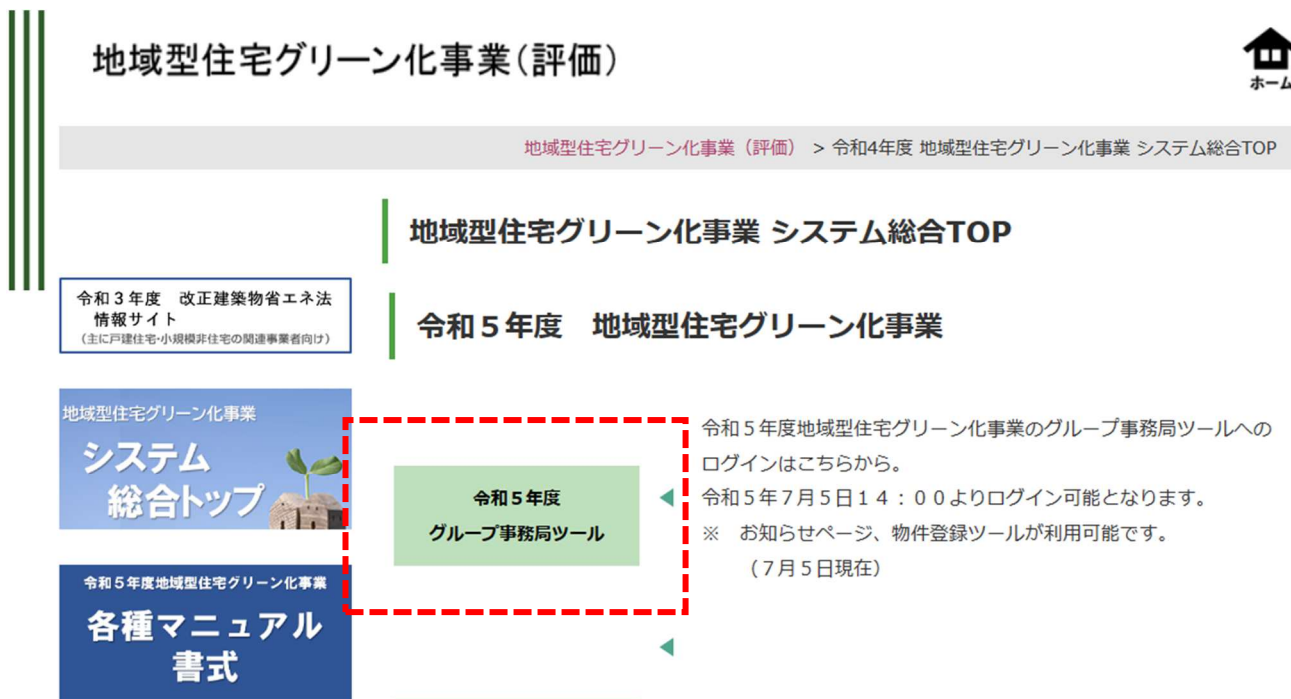 地域型住宅グリーン化事業（評価）
ホーム
地域型住宅グリーン化事業（評価） > 令和4年度 地域型住宅グリーン化事業 システム総合TOP
地域型住宅グリーン化事業 システム総合TOP
令和３年度　改正建築物省エネ法
情報サイト
（主に戸建住宅・小規模非住宅の関連事業者向け）
令和５年度　地域型住宅グリーン化事業
地域型住宅グリーン化事業
システム
総合トップ
令和５年度
グループ事務局ツール
令和５年度地域型住宅グリーン化事業のグループ事務局ツールへの
ログインはこちらから。
令和５年７月５日１４：００よりログイン可能となります。
※　お知らせページ、物件登録ツールが利用可能です。
（７月５日現在）
令和５年度地域型住宅グリーン化事業
各種マニュアル
書式